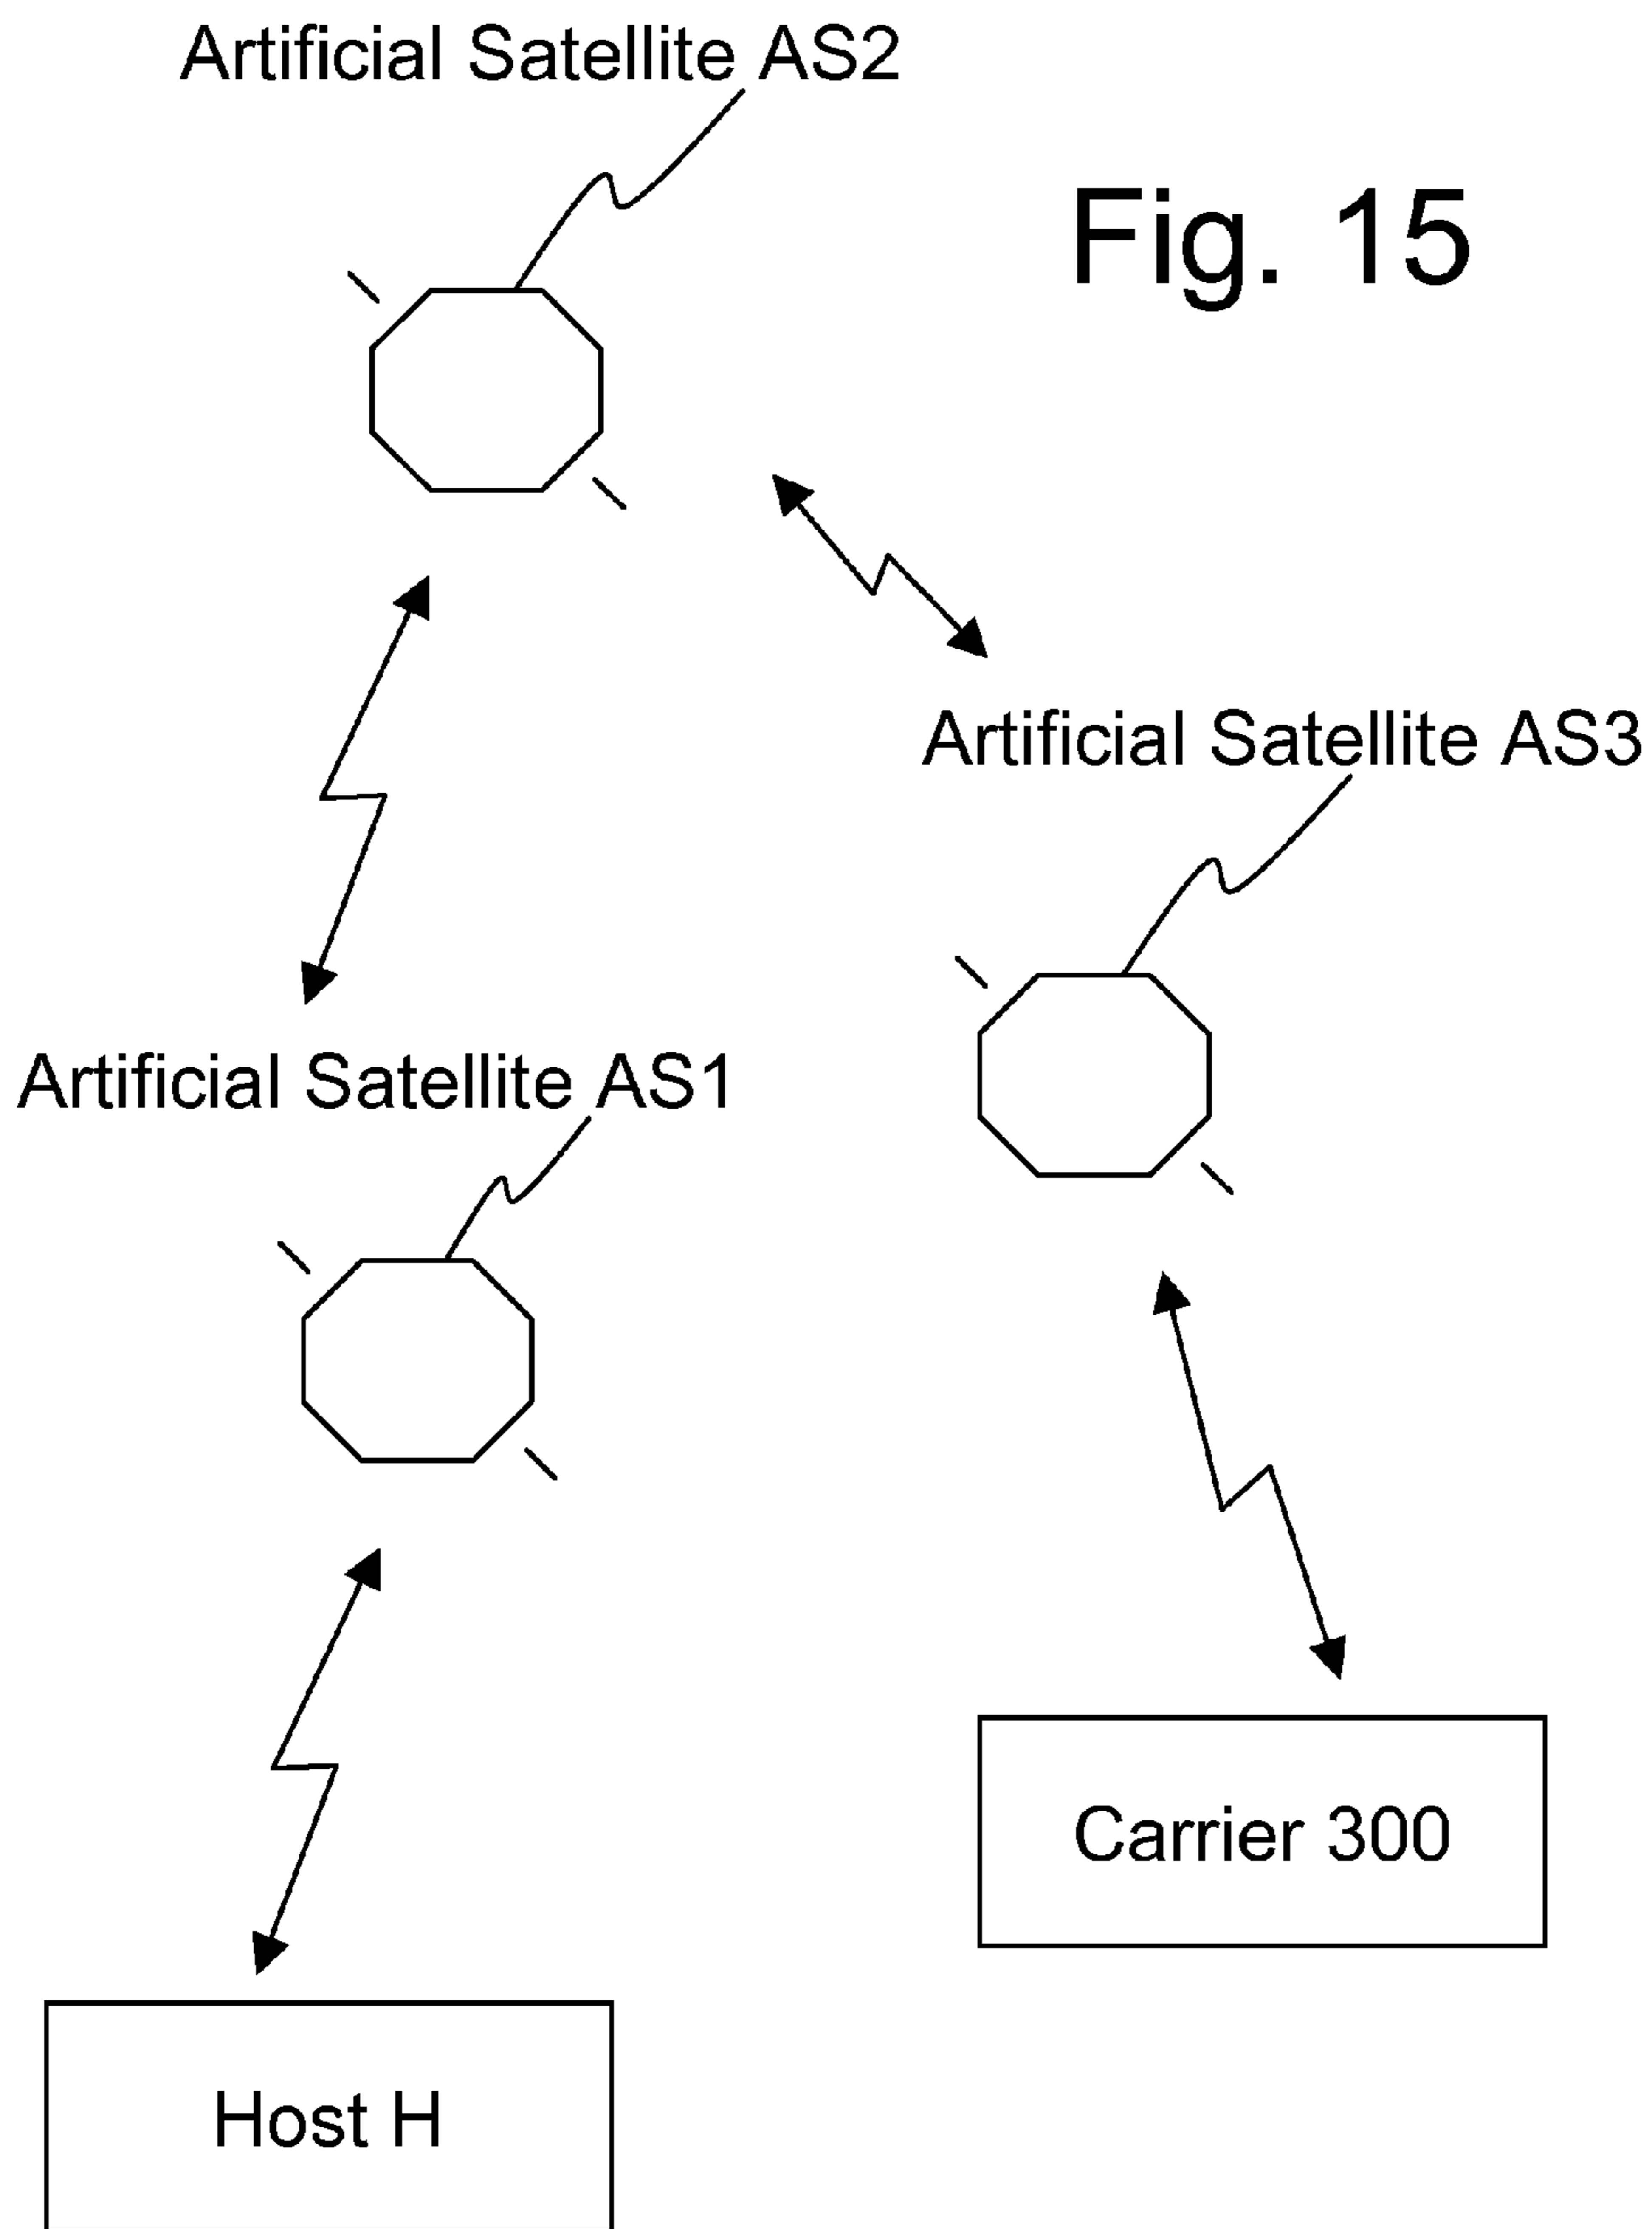 Artificial Satellite AS2
Fig. 15
Artificial Satellite AS3
Artificial Satellite AS1
Carrier 300
Host H